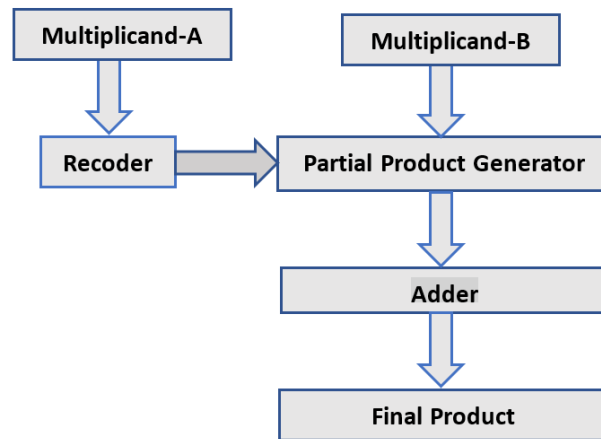 Multiplicand-A
Multiplicand-B
Recoder
Partial Product Generator
Adder
Final Product